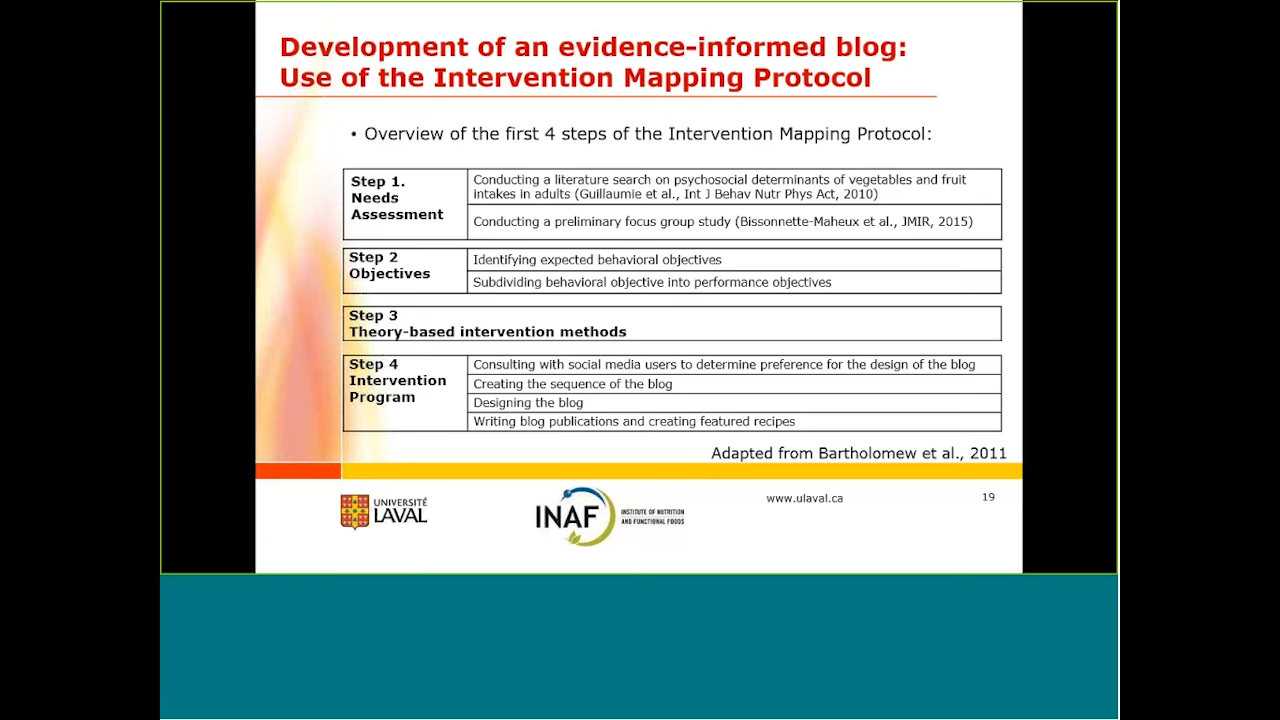 Development of an evidence-informed blog:
Use of the Intervention Mapping Protocol
• Overview of the first 4 steps of the Intervention Mapping Protocol:
Step 1.
Needs
Assessment
Conducting a literature search on psychosocial determinants of vegetables and fruit
intakes in adults (Guillaumie et al., Int J Behav Nutr Phys Act, 2010)
Conducting a preliminary focus group study (Bissonnette-Maheux et al., JMIR, 2015)
Step 2
Objectives
Identifying expected behavioral objectives
Subdividing behavioral objective into performance objectives
Step 3
Theory-based intervention methods
Step 4
Intervention
Program
Consulting with social media users to determine preference for the design of the blog
Creating the sequence of the blog
Designing the blog
Writing blog publications and creating featured recipes
Adapted from Bartholomew et al., 2011
UNIVERSITÉ
LAVAL
INAF
INSTITUTE OF NUTRITION
AND FUNCTIONAL FOODS
www.ulaval.ca
19